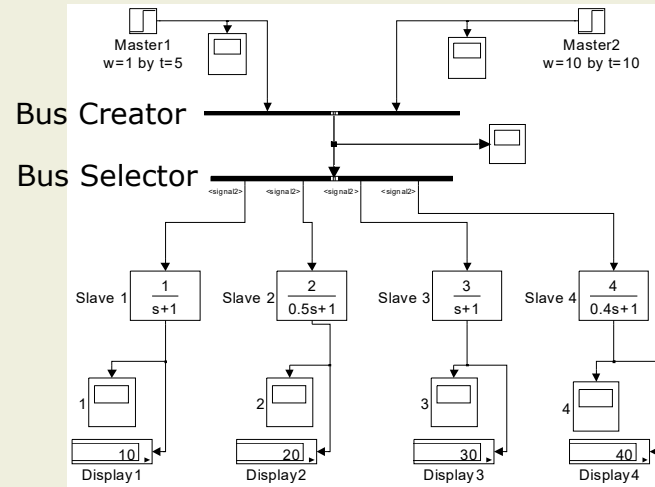 Master1
w=1 by t=5
Master2
w=10 by t=10
Bus Creator
Bus Selector
<signal2> <signal2> <signal2> <signal2>
Slave 1
1
s+1
Slave 2
2
0.5s+1
Slave 3
3
s+1
Slave 4
4
0.4s+1
1
2
3
4
10
20
30
40
Display1
Display2
Display3
Display4